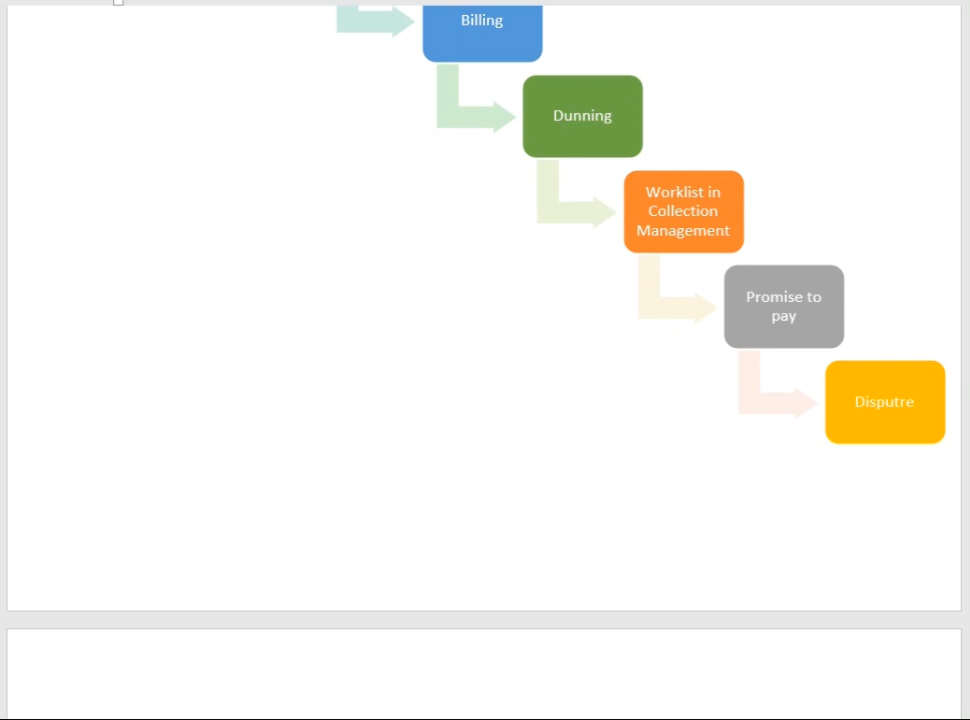 Billing
Dunning
Worklist in
Collection
Management
Promise to
pay
Disputre